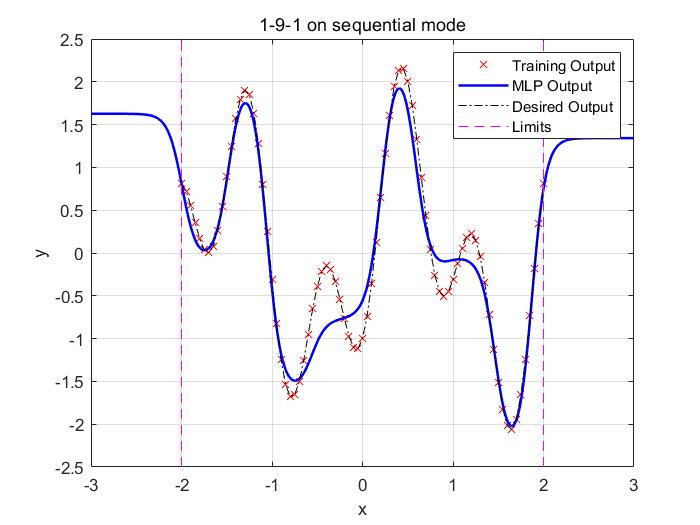 1-9-1 on sequential mode
Training Output
MLP Output
Desired Output
Limits
2.5
2
1.5
1
0.5
0
-0.5
-1
-1.5
-2
-2.5
y
-3 -2 -1 0 1 2 3
x